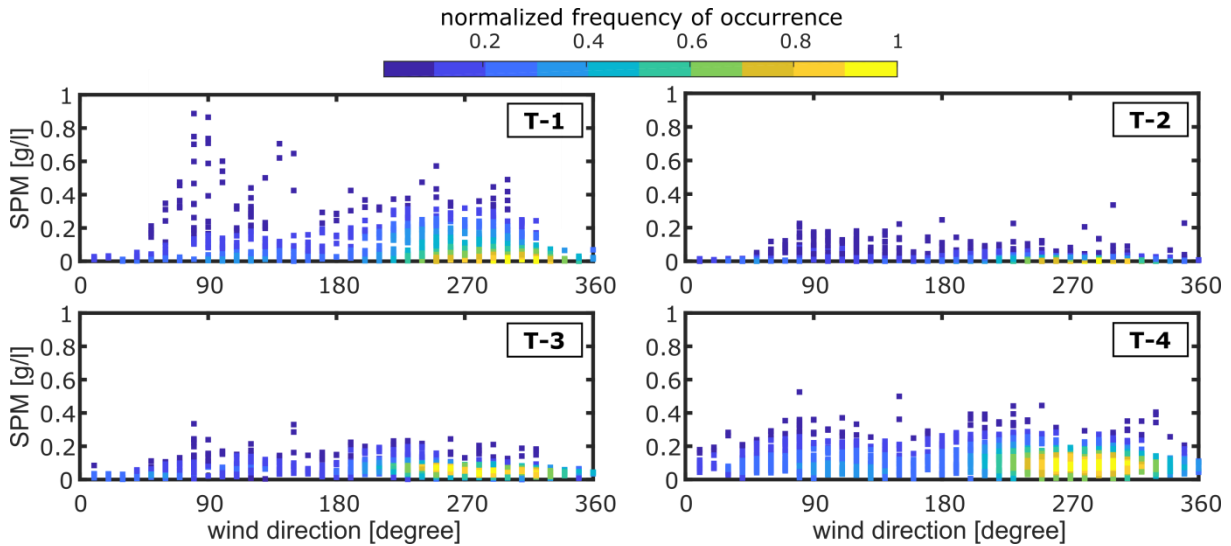 normalized frequency of occurrence
0.2 0.4 0.6 0.8 1
1 T-1 1 T-2
0.8 0.8
SPM [g/l] 0.6 0.6
0.4 0.4
0.2 0.2
0 0
0 90 180 270 360 0 90 180 270 360
1 T-3 1 T-4
0.8 0.8
SPM [g/l] 0.6 0.6
0.4 0.4
0.2 0.2
0 0
0 90 180 270 360 0 90 180 270 360
wind direction [degree] wind direction [degree]